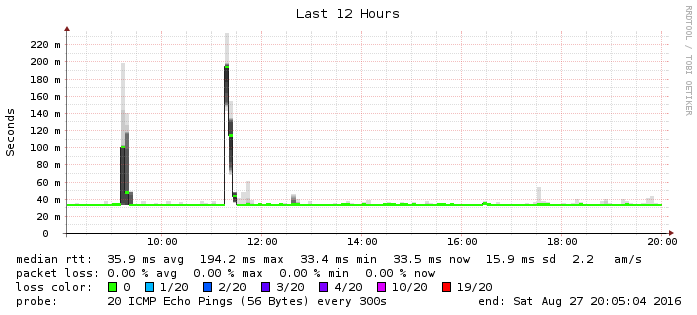 Last 12 Hours
RRDTOOL / TOBI OETIKER
Seconds
220 m
200 m
180 m
160 m
140 m
120 m
100 m
80 m
60 m
40 m
20 m
0
10:00 12:00 14:00 16:00 18:00 20:00
median rtt: 35.9 ms avg 194.2 ms max 33.4 ms min 33.5 ms now 15.9 ms sd 2.2 am/s
packet loss: 0.00 % avg 0.00 % max 0.00 % min 0.00 % now
loss color: 0 1/20 2/20 3/20 4/20 10/20 19/20
probe: 20 ICMP Echo Pings (56 Bytes) every 300s end: Sat Aug 27 20:05:04 2016